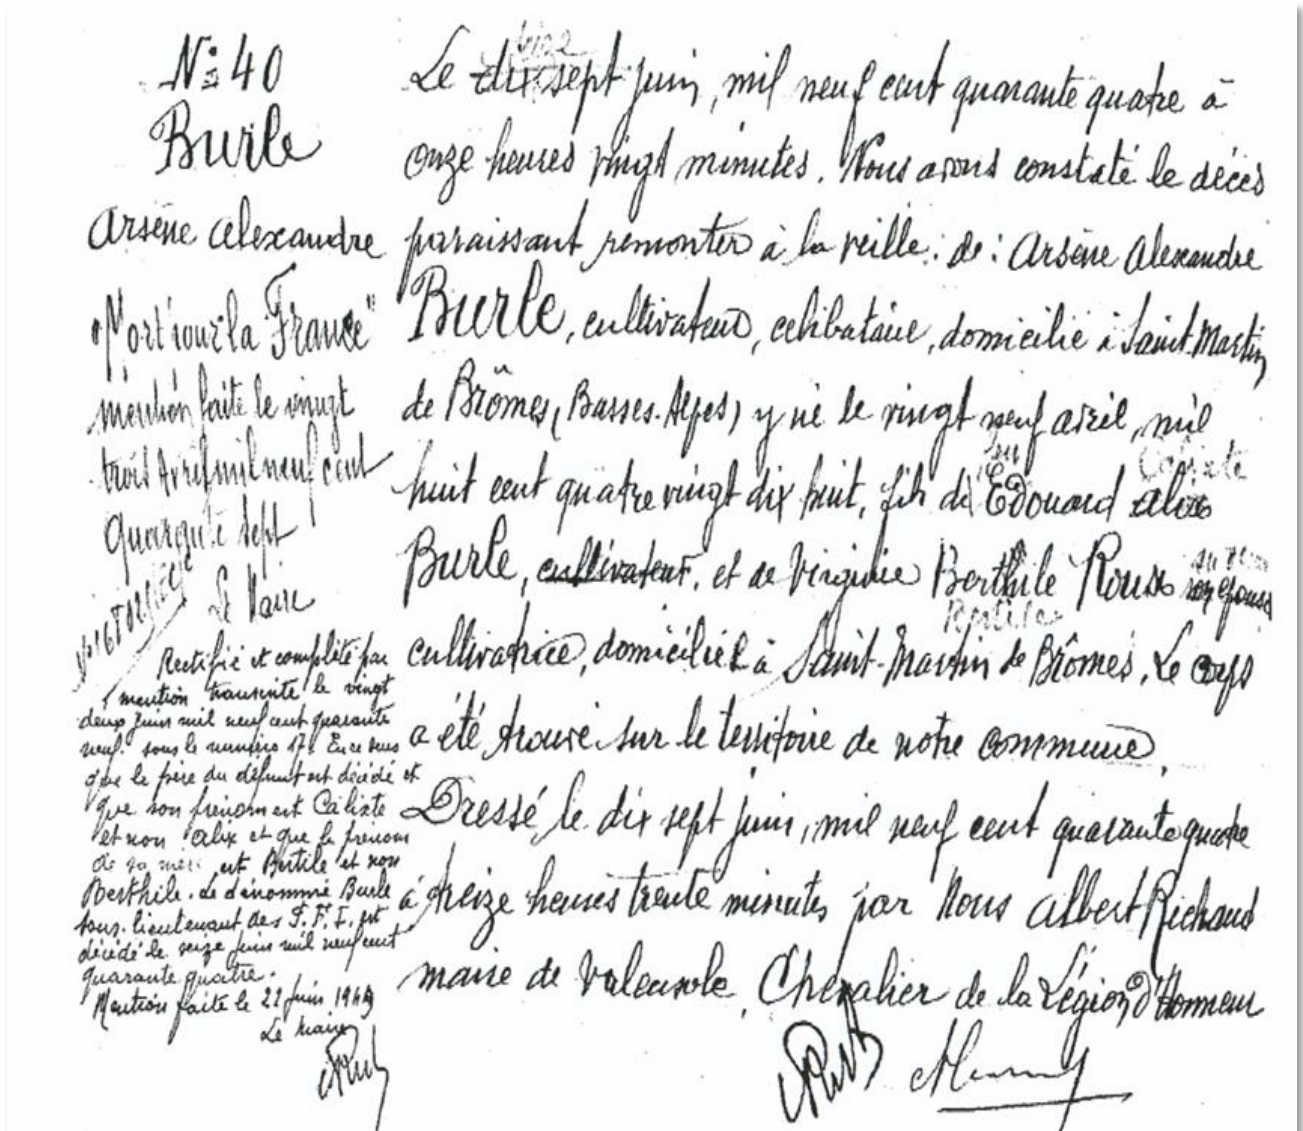 N° 40
Burle
Arsène Alexandre
"Mort pour la France"
mention faite le vingt
trois Avril mil neuf cent
quarante sept
Le Maire
Rectifié et complété par
mention transcrite le vingt
deux juin mil neuf cent quarante
neuf sous le numéro 17. En ce sens
que le père du défunt est décédé et
que son prénom est Calixte
et non Alix et que le prénom
de sa mère est Bertile et non
Berthile. Le dénommé Burle
sous-lieutenant des F.F.I. est
décédé le seize juin mil neuf cent
quarante quatre.
Mention faite le 22 juin 1949
Le Maire
Le dix sept juin, mil neuf cent quarante quatre à
onze heures vingt minutes. Nous avons constaté le décès
paraissant remonter à la veille. de : Arsène Alexandre
Burle, cultivateur, celibataire, domicilié à Saint-Martin
de Brômes, (Basses-Alpes) y né le vingt neuf avril, mil
feu Calixte
huit cent quatre vingt dix huit, fils de Edouard Alix
Burle, cultivateur, et de Virginie Berthile Roux son épouse
Bertile
cultivatrice, domiciliée à Saint-Martin de Brômes. Le corps
a été trouvé sur le territoire de notre commune.
Dressé le dix sept juin, mil neuf cent quarante quatre
à treize heures trente minutes, par Nous Albert Richaud
maire de Valensole, Chevalier de la Légion d'Honneur